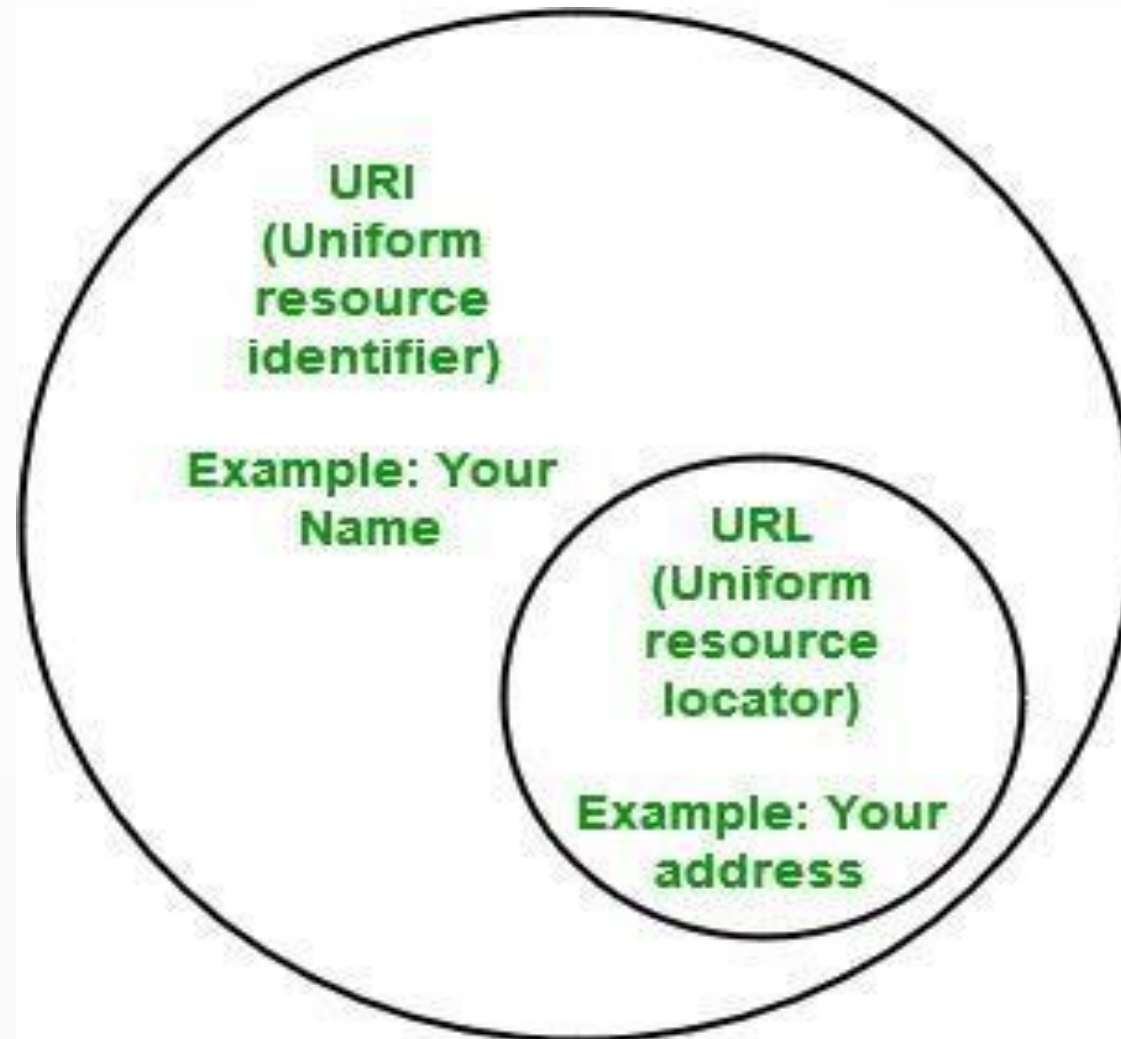 URI
(Uniform
resource
identifier)
Example: Your
Name
URL
(Uniform
resource
locator)
Example: Your
address